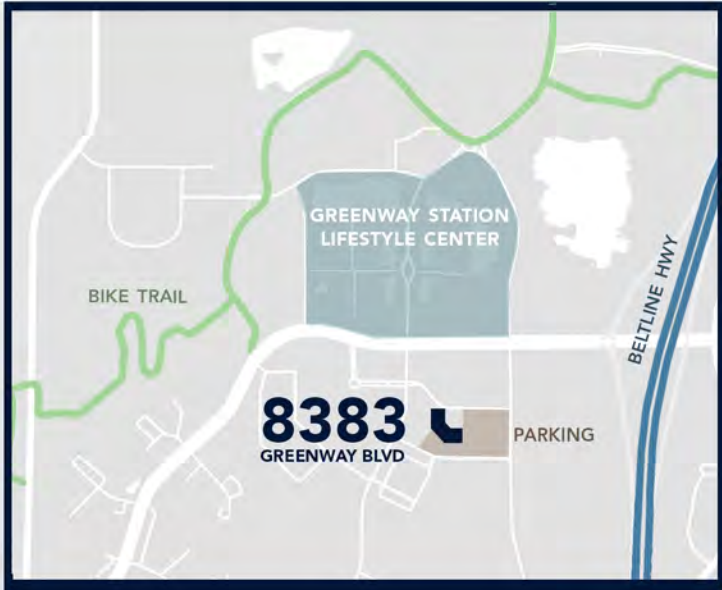 GREENWAY STATION
LIFESTYLE CENTER
BIKE TRAIL
BELTLINE HWY
8383
GREENWAY BLVD
PARKING